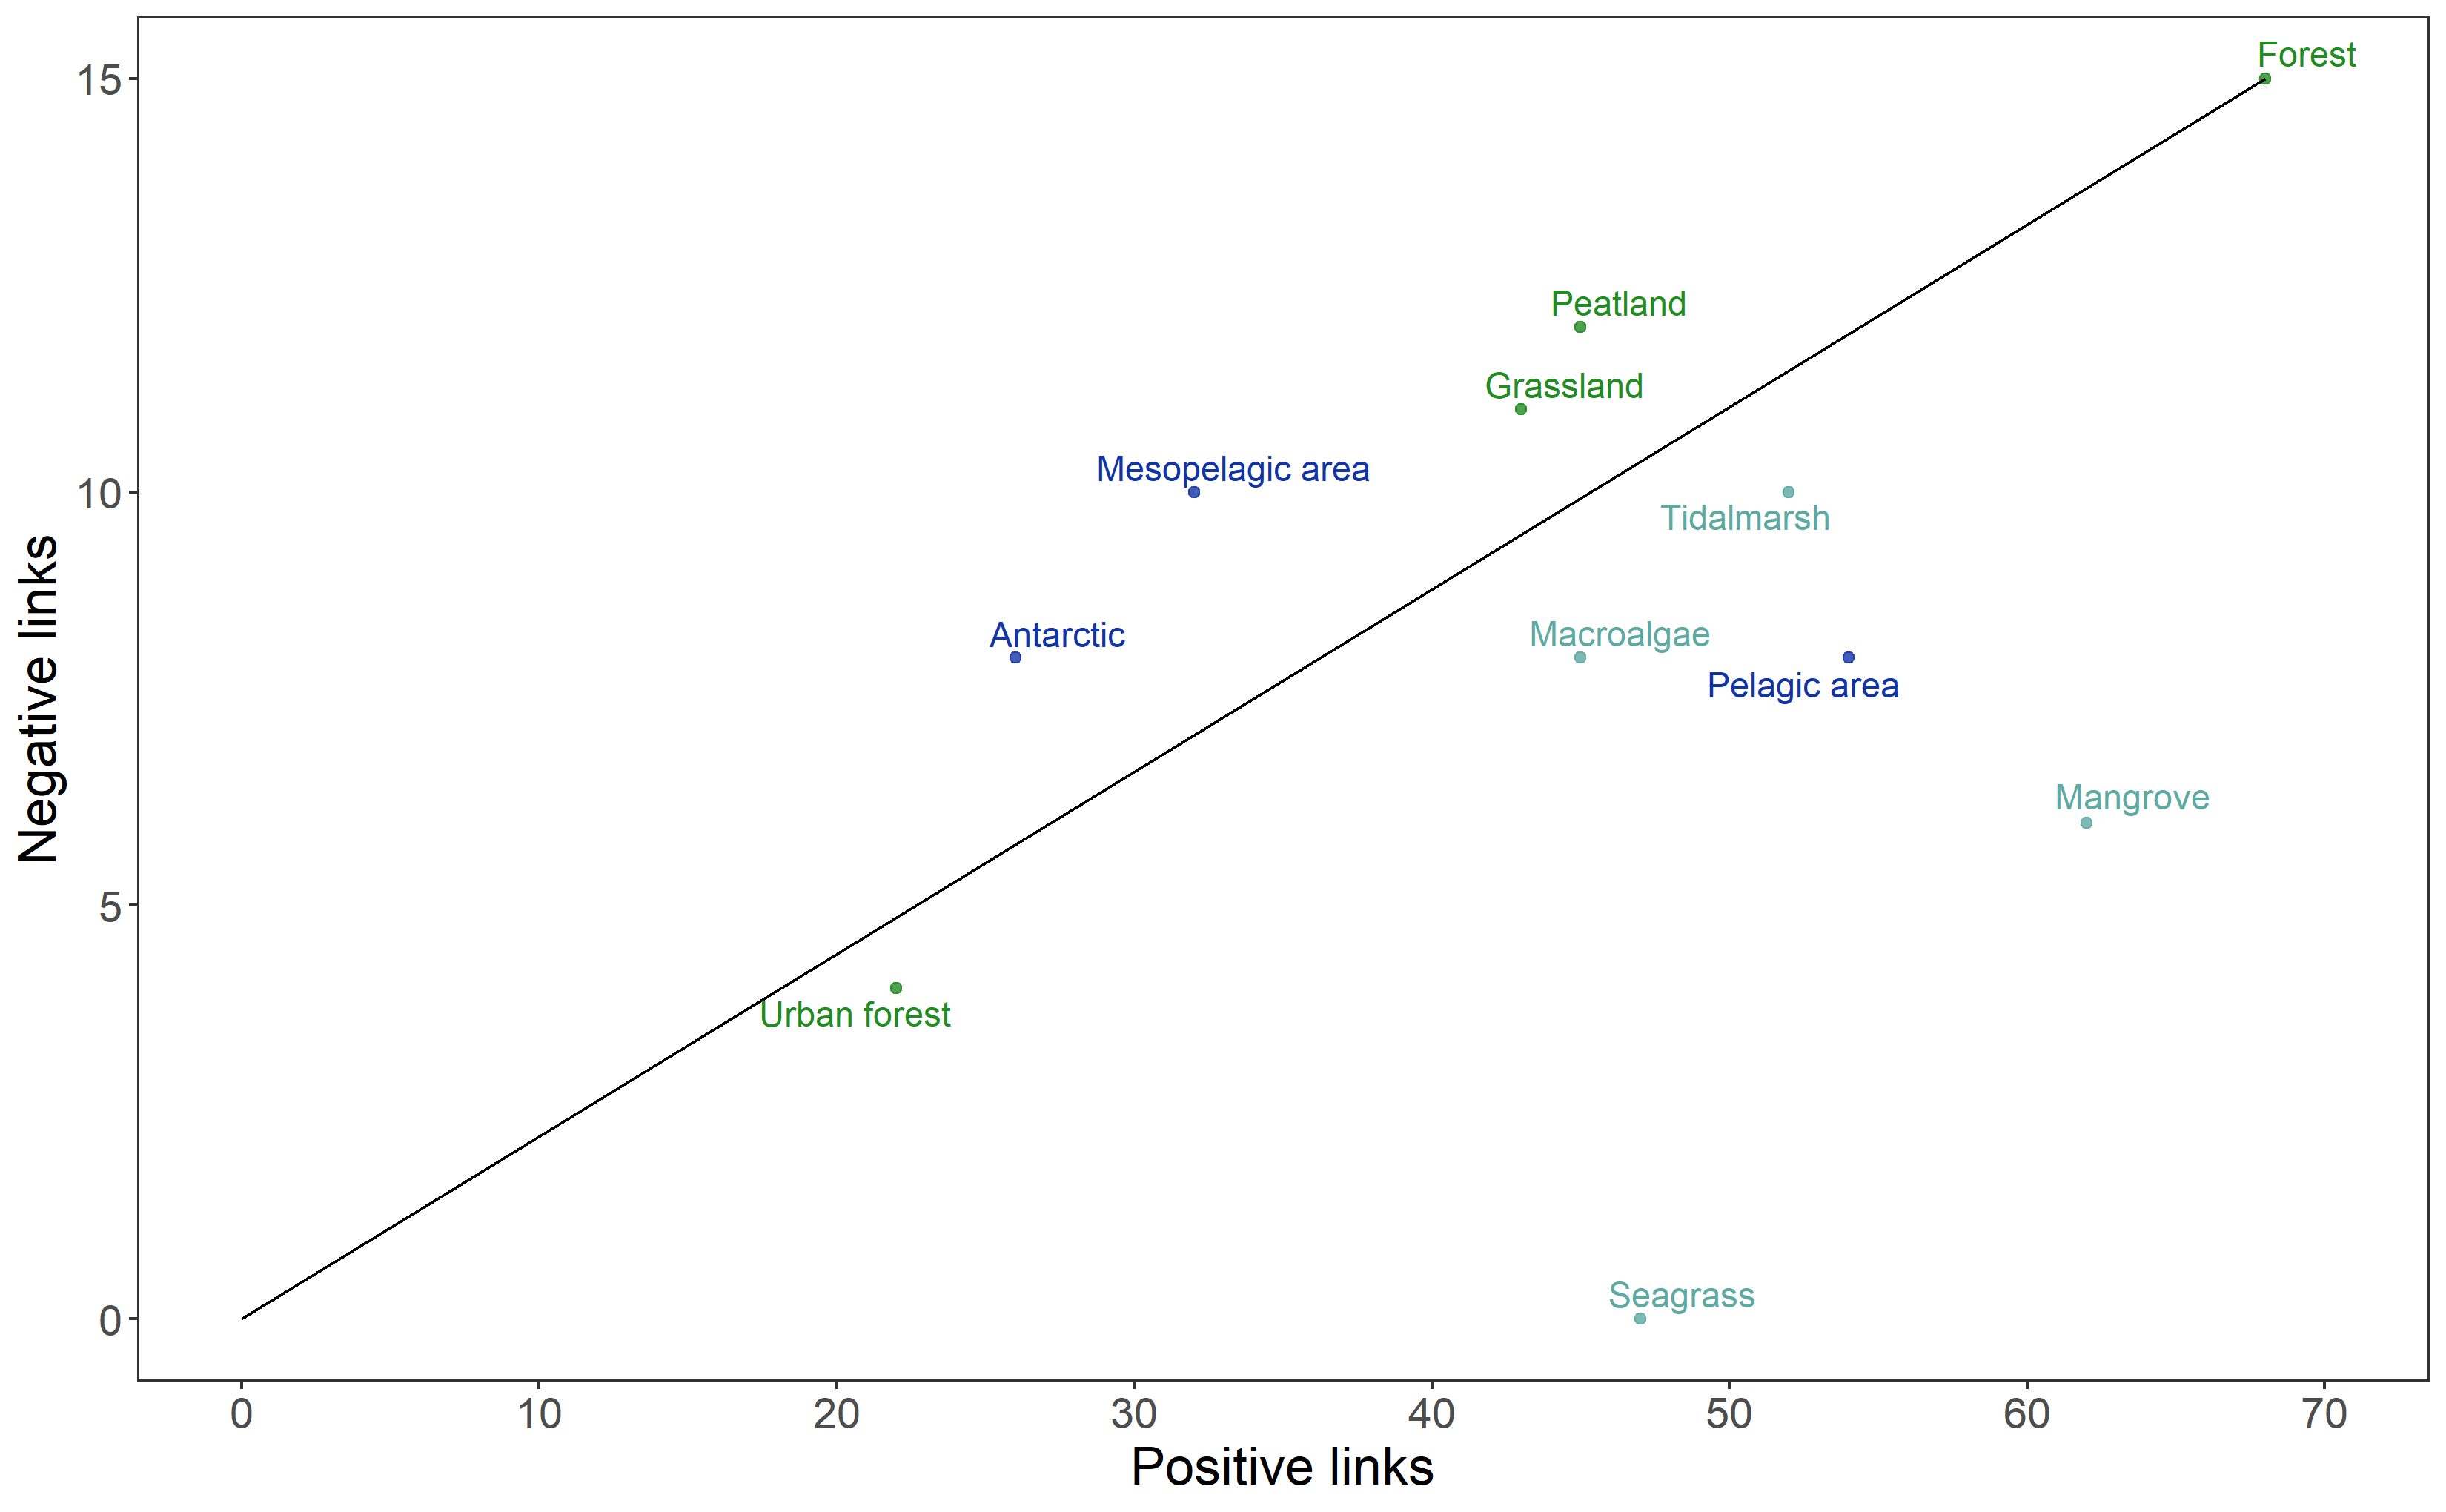 Forest
15
Peatland
Grassland
Mesopelagic area
10
Tidalmarsh
Antarctic
Macroalgae
Pelagic area
Negative links
Mangrove
5
Urban forest
Seagrass
0
0 10 20 30 40 50 60 70
Positive links